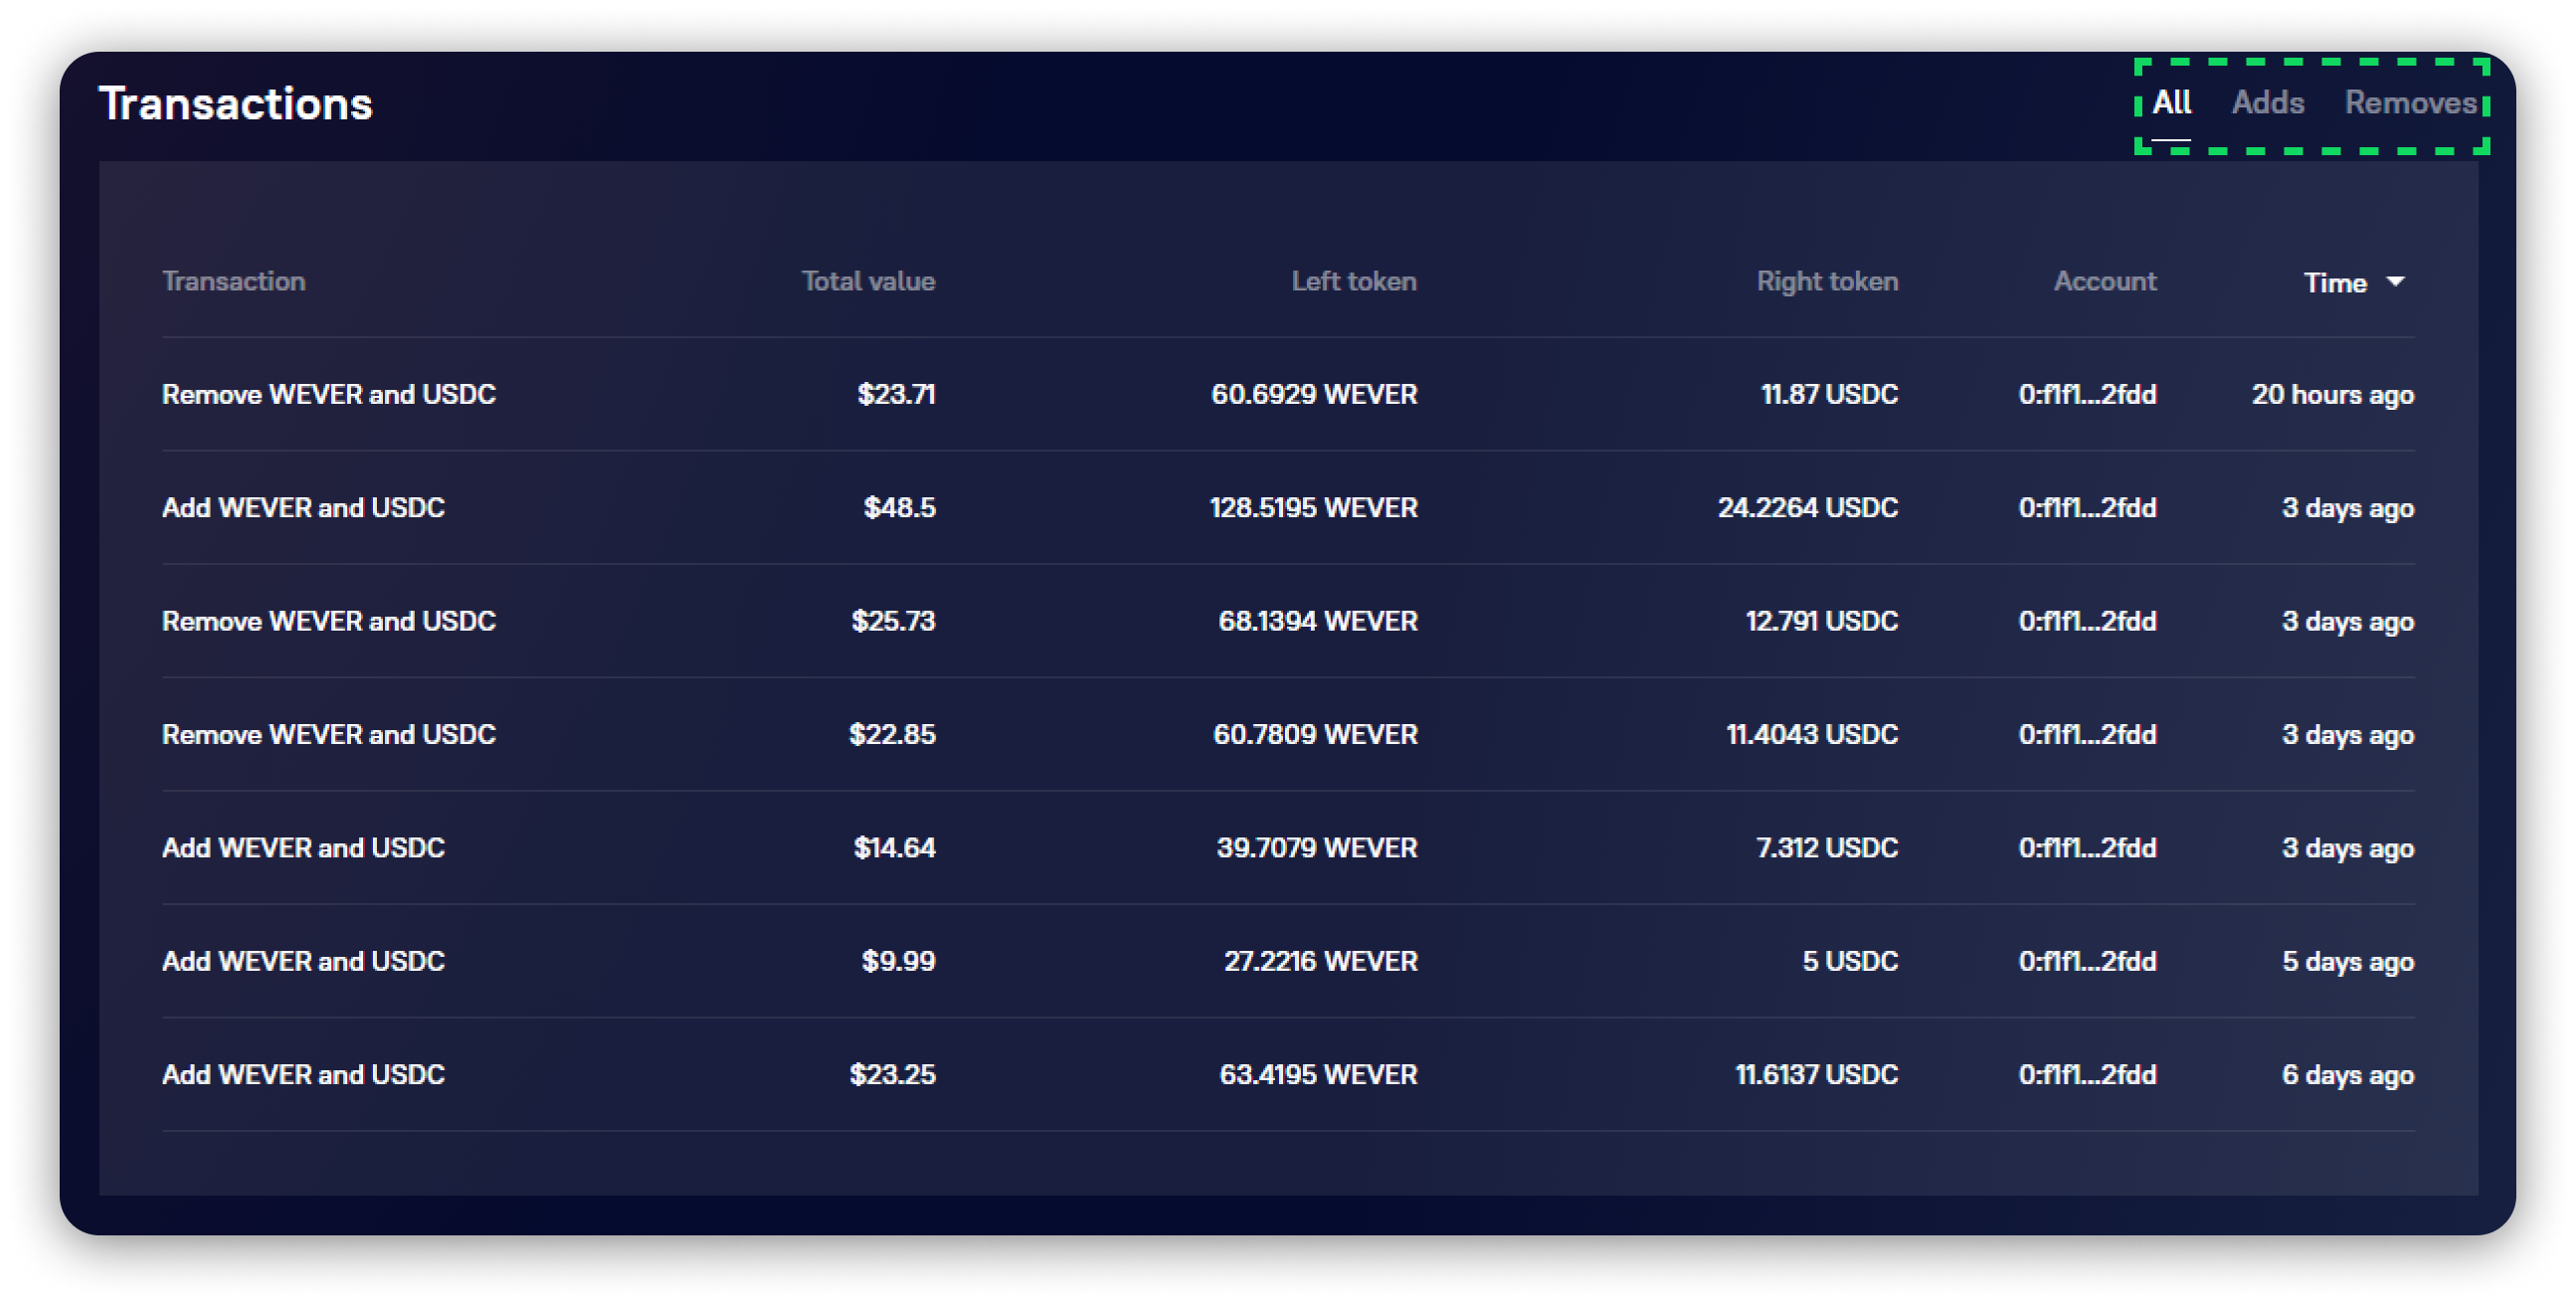 Transactions All Adds Removes
Transaction Total value Left token Right token Account Time
Remove WEVER and USDC $23.71 60.6929 WEVER 11.87 USDC 0:f1f1...2fdd 20 hours ago
Add WEVER and USDC $48.5 128.5195 WEVER 24.2264 USDC 0:f1f1...2fdd 3 days ago
Remove WEVER and USDC $25.73 68.1394 WEVER 12.791 USDC 0:f1f1...2fdd 3 days ago
Remove WEVER and USDC $22.85 60.7809 WEVER 11.4043 USDC 0:f1f1...2fdd 3 days ago
Add WEVER and USDC $14.64 39.7079 WEVER 7.312 USDC 0:f1f1...2fdd 3 days ago
Add WEVER and USDC $9.99 27.2216 WEVER 5 USDC 0:f1f1...2fdd 5 days ago
Add WEVER and USDC $23.25 63.4195 WEVER 11.6137 USDC 0:f1f1...2fdd 6 days ago